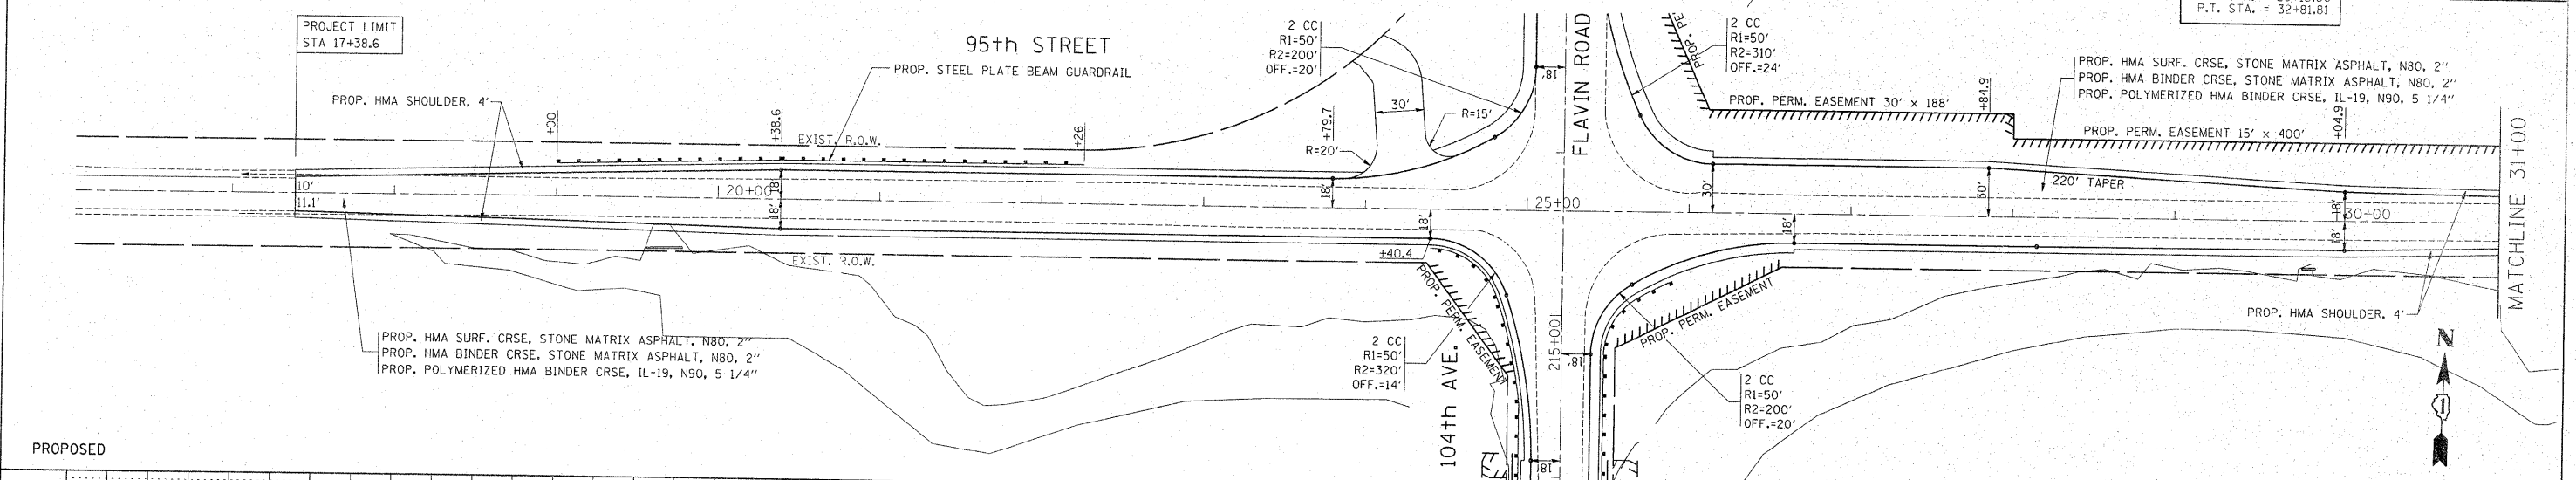 PROJECT LIMIT
STA 17+38.6
95th STREET
PROP. STEEL PLATE BEAM GUARDRAIL
PROP. HMA SHOULDER, 4'
EXIST. R.O.W.
+00
+38.6
+26
+79.7
2 CC
R1=50'
R2=200'
OFF.=20'
30'
R=15'
R=20'
18'
FLAVIN ROAD
2 CC
R1=50'
R2=310'
OFF.=24'
PROP. PE
P.T. STA. = 32+81.81
PROP. HMA SURF. CRSE, STONE MATRIX ASPHALT, N80, 2"
PROP. HMA BINDER CRSE, STONE MATRIX ASPHALT, N80, 2"
PROP. POLYMERIZED HMA BINDER CRSE, IL-19, N90, 5 1/4"
PROP. PERM. EASEMENT 30' x 188'
+84.9
PROP. PERM. EASEMENT 15' x 400'
+04.9
MATCHLINE 31+00
10'
11.1'
20+00
18'
18'
18'
18'
25+00
30'
30'
220' TAPER
18'
18'
18'
30+00
EXIST. R.O.W.
+40.4
PROP. PERM. EASEMENT
PROP. PERM. EASEMENT
PROP. HMA SHOULDER, 4'
PROP. HMA SURF. CRSE, STONE MATRIX ASPHALT, N80, 2"
PROP. HMA BINDER CRSE, STONE MATRIX ASPHALT, N80, 2"
PROP. POLYMERIZED HMA BINDER CRSE, IL-19, N90, 5 1/4"
2 CC
R1=50'
R2=320'
OFF.=14'
104th AVE.
215+00
18'
18'
2 CC
R1=50'
R2=200'
OFF.=20'
N
1
PROPOSED